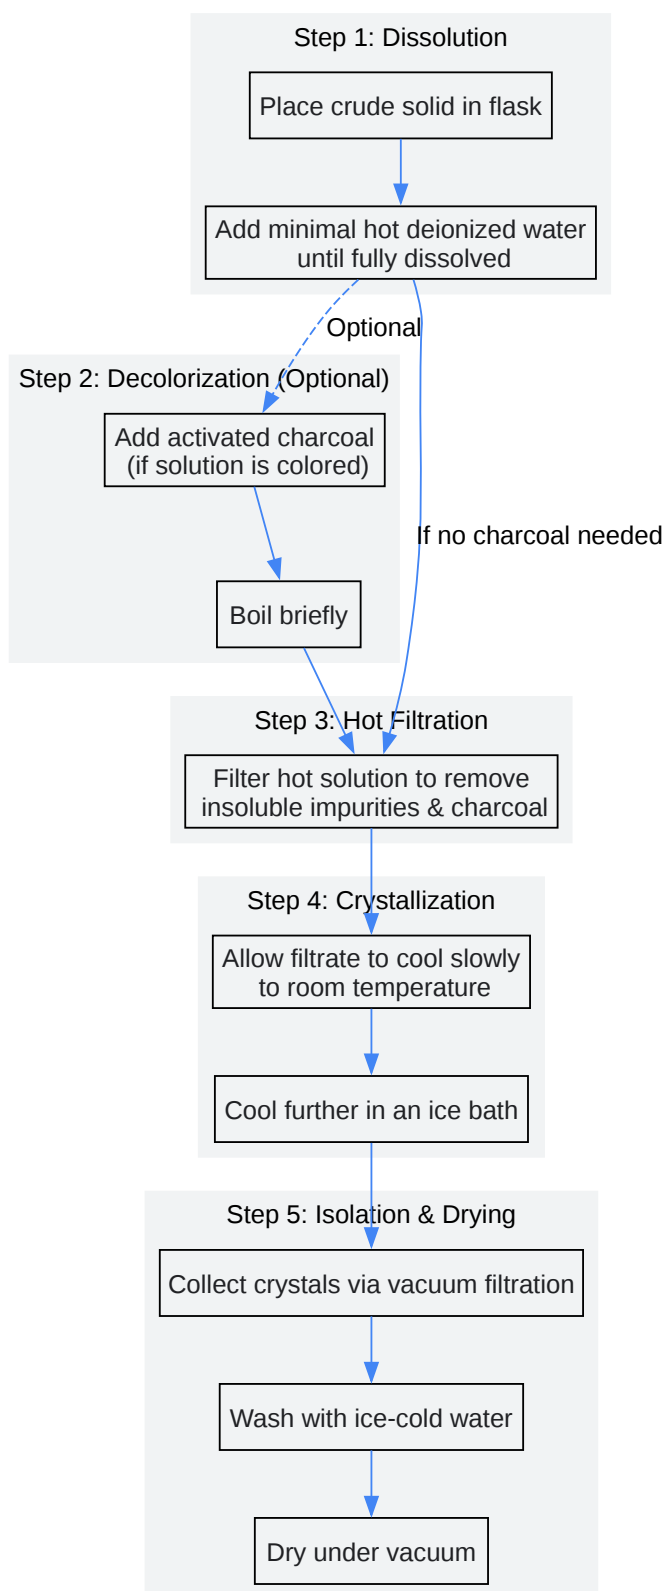 Step 1: Dissolution
Place crude solid in flask
Add minimal hot deionized water
until fully dissolved
Optional
Step 2: Decolorization (Optional)
Add activated charcoal
(if solution is colored)
If no charcoal needed
Boil briefly
Step 3: Hot Filtration
Filter hot solution to remove
insoluble impurities & charcoal
Step 4: Crystallization
Allow filtrate to cool slowly
to room temperature
Cool further in an ice bath
Step 5: Isolation & Drying
Collect crystals via vacuum filtration
Wash with ice-cold water
Dry under vacuum